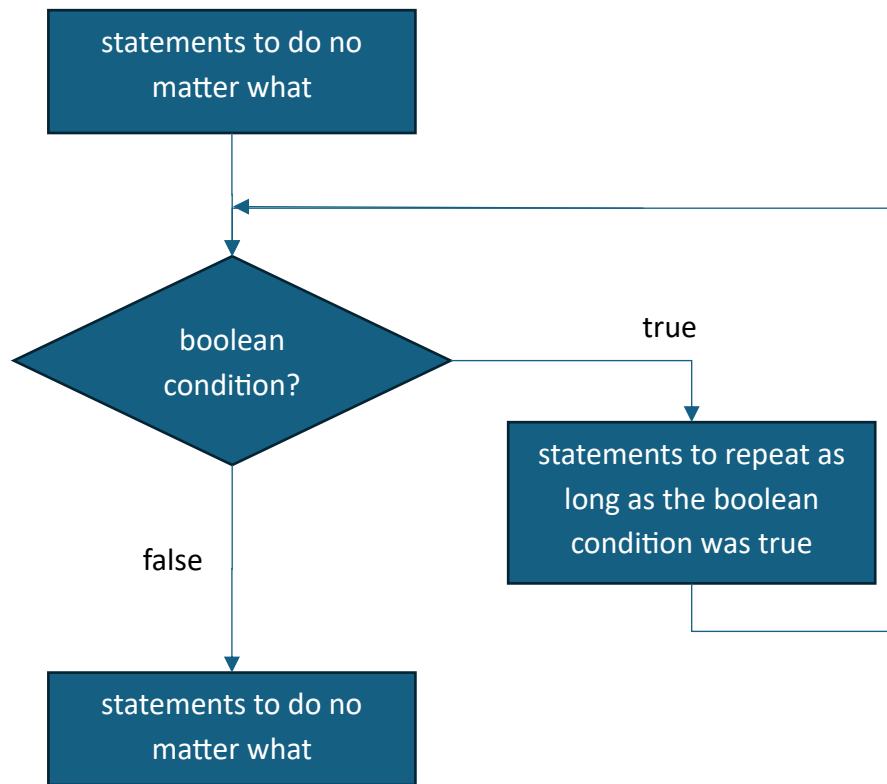 statements to do no
matter what
boolean
condition?
true
statements to repeat as
long as the boolean
condition was true
false
statements to do no
matter what